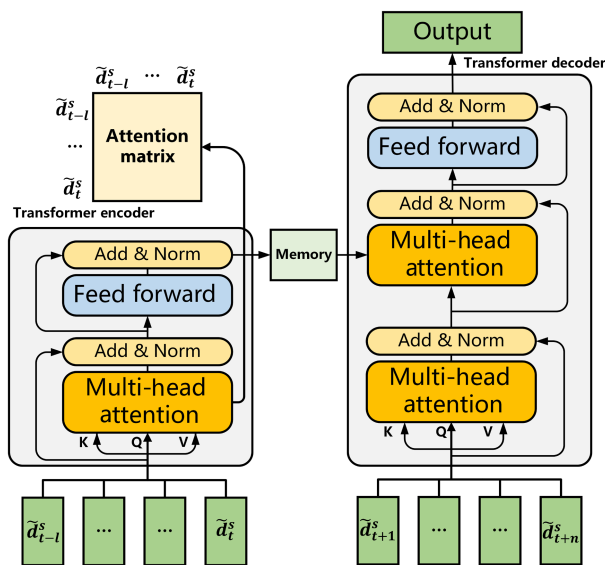 Output
Transformer decoder
Add & Norm
Feed forward
Add & Norm
Multi-head
attention
Add & Norm
Multi-head
attention
K Q V
d̃ˢₜ₊₁ ... ... d̃ˢₜ₊ₙ
d̃ˢₜ₋ₗ ... d̃ˢₜ
d̃ˢₜ₋ₗ
...
d̃ˢₜ
Attention
matrix
Transformer encoder
Add & Norm
Feed forward
Add & Norm
Multi-head
attention
K Q V
d̃ˢₜ₋ₗ ... ... d̃ˢₜ
Memory